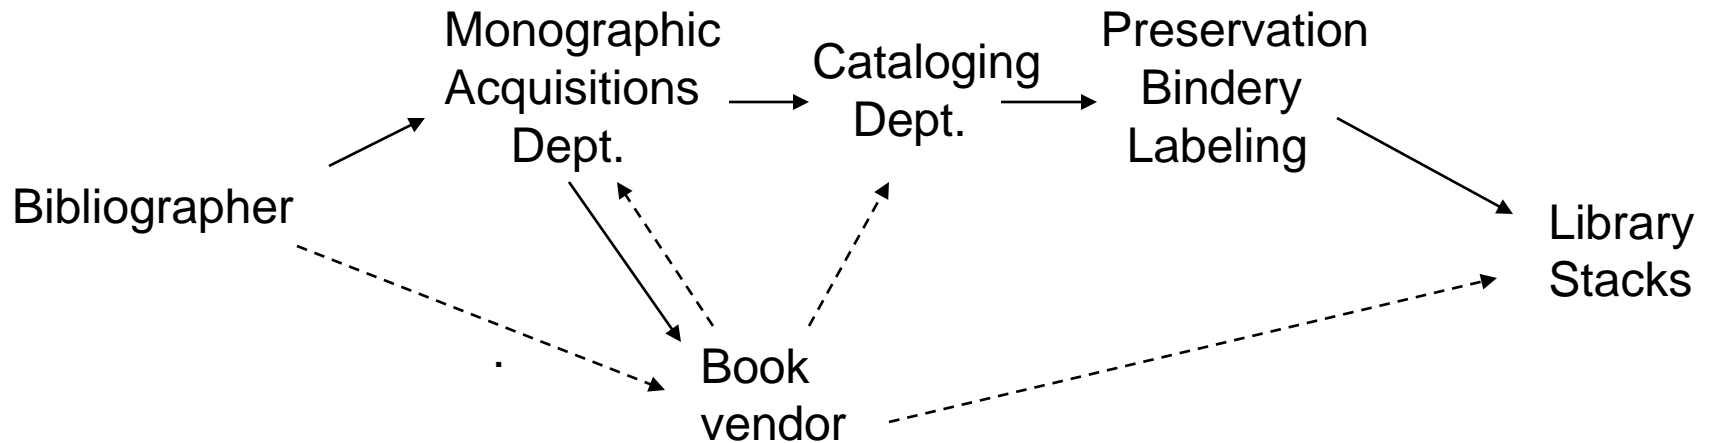 Monographic
Acquisitions
Dept.
Cataloging
Dept.
Preservation
Bindery
Labeling
Bibliographer
Library
Stacks
.
Book
vendor